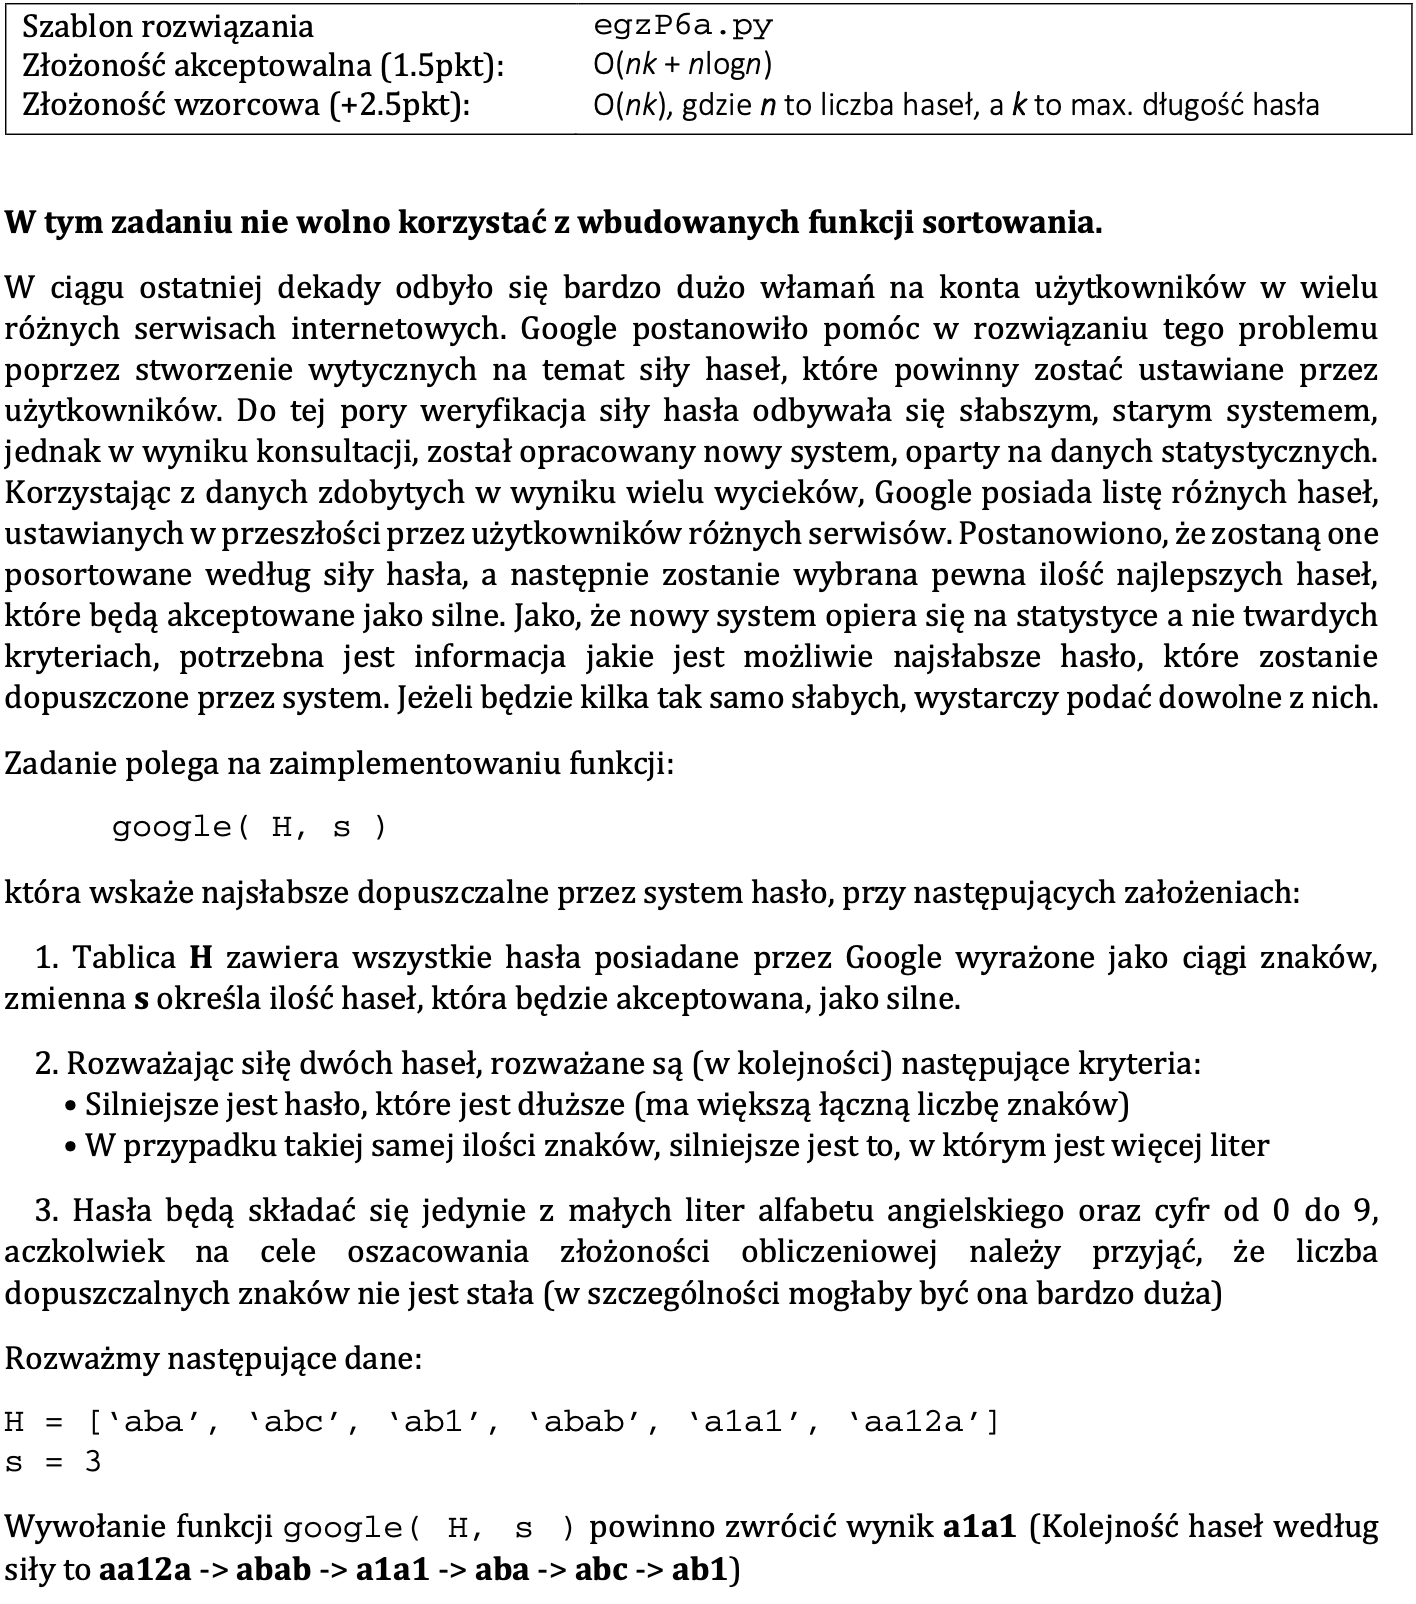 Szablon rozwiązania egzP6a.py
Złożoność akceptowalna (1.5pkt): O(nk + nlogn)
Złożoność wzorcowa (+2.5pkt): O(nk), gdzie n to liczba haseł, a k to max. długość hasła
W tym zadaniu nie wolno korzystać z wbudowanych funkcji sortowania.
W ciągu ostatniej dekady odbyło się bardzo dużo włamań na konta użytkowników w wielu
różnych serwisach internetowych. Google postanowiło pomóc w rozwiązaniu tego problemu
poprzez stworzenie wytycznych na temat siły haseł, które powinny zostać ustawiane przez
użytkowników. Do tej pory weryfikacja siły hasła odbywała się słabszym, starym systemem,
jednak w wyniku konsultacji, został opracowany nowy system, oparty na danych statystycznych.
Korzystając z danych zdobytych w wyniku wielu wycieków, Google posiada listę różnych haseł,
ustawianych w przeszłości przez użytkowników różnych serwisów. Postanowiono, że zostaną one
posortowane według siły hasła, a następnie zostanie wybrana pewna ilość najlepszych haseł,
które będą akceptowane jako silne. Jako, że nowy system opiera się na statystyce a nie twardych
kryteriach, potrzebna jest informacja jakie jest możliwie najsłabsze hasło, które zostanie
dopuszczone przez system. Jeżeli będzie kilka tak samo słabych, wystarczy podać dowolne z nich.
Zadanie polega na zaimplementowaniu funkcji:
google( H, s )
która wskaże najsłabsze dopuszczalne przez system hasło, przy następujących założeniach:
1. Tablica H zawiera wszystkie hasła posiadane przez Google wyrażone jako ciągi znaków,
zmienna s określa ilość haseł, która będzie akceptowana, jako silne.
2. Rozważając siłę dwóch haseł, rozważane są (w kolejności) następujące kryteria:
• Silniejsze jest hasło, które jest dłuższe (ma większą łączną liczbę znaków)
• W przypadku takiej samej ilości znaków, silniejsze jest to, w którym jest więcej liter
3. Hasła będą składać się jedynie z małych liter alfabetu angielskiego oraz cyfr od 0 do 9,
aczkolwiek na cele oszacowania złożoności obliczeniowej należy przyjąć, że liczba
dopuszczalnych znaków nie jest stała (w szczególności mogłaby być ona bardzo duża)
Rozważmy następujące dane:
H = [‘aba’, ‘abc’, ‘ab1’, ‘abab’, ‘a1a1’, ‘aa12a’]
s = 3
Wywołanie funkcji google( H, s ) powinno zwrócić wynik a1a1 (Kolejność haseł według
siły to aa12a -> abab -> a1a1 -> aba -> abc -> ab1)